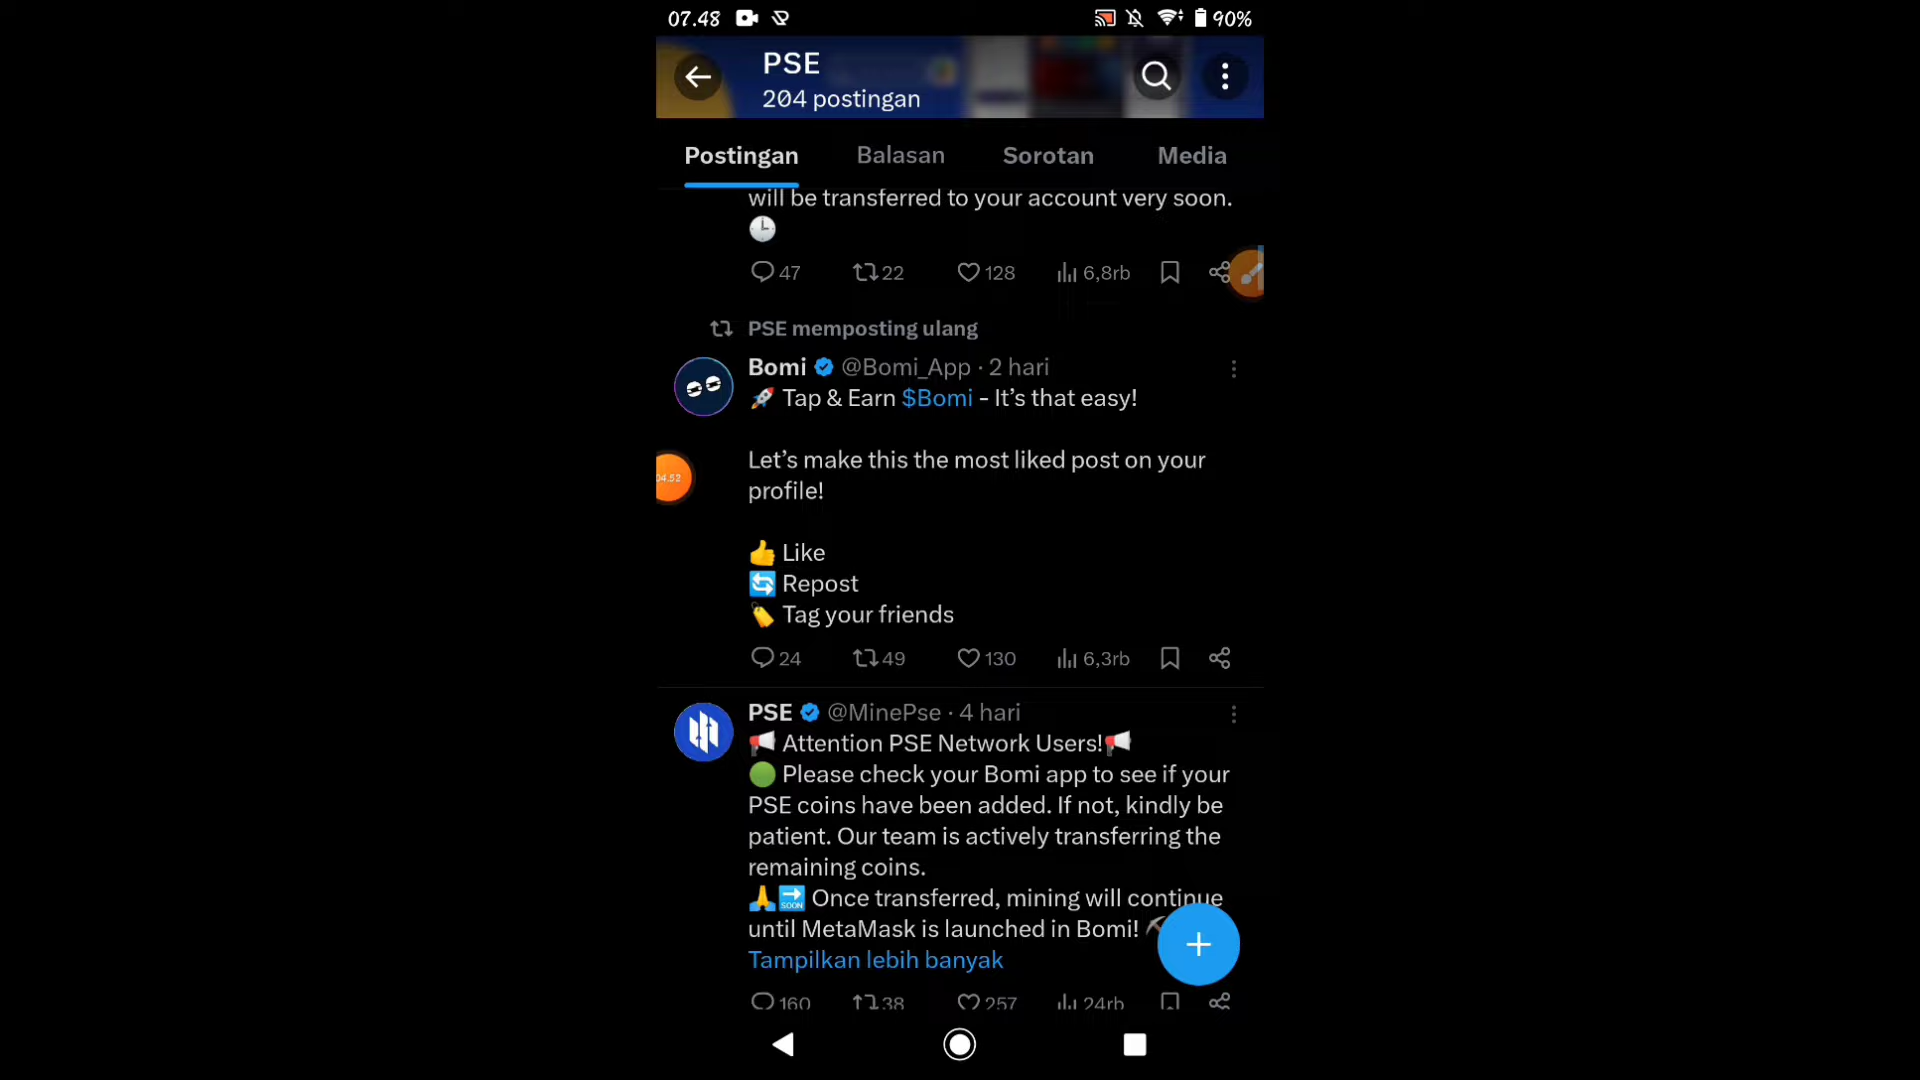 07.48
90%
PSE
204 postingan
Postingan Balasan Sorotan Media
will be transferred to your account very soon.
47 22 128 6,8rb
PSE memposting ulang
Bomi @Bomi_App · 2 hari
Tap & Earn $Bomi - It's that easy!
Let's make this the most liked post on your
profile!
04.52
Like
Repost
Tag your friends
24 49 130 6,3rb
PSE @MinePse · 4 hari
Attention PSE Network Users!
Please check your Bomi app to see if your
PSE coins have been added. If not, kindly be
patient. Our team is actively transferring the
remaining coins.
SOON Once transferred, mining will continue
until MetaMask is launched in Bomi!
Tampilkan lebih banyak
160 38 257 24rb